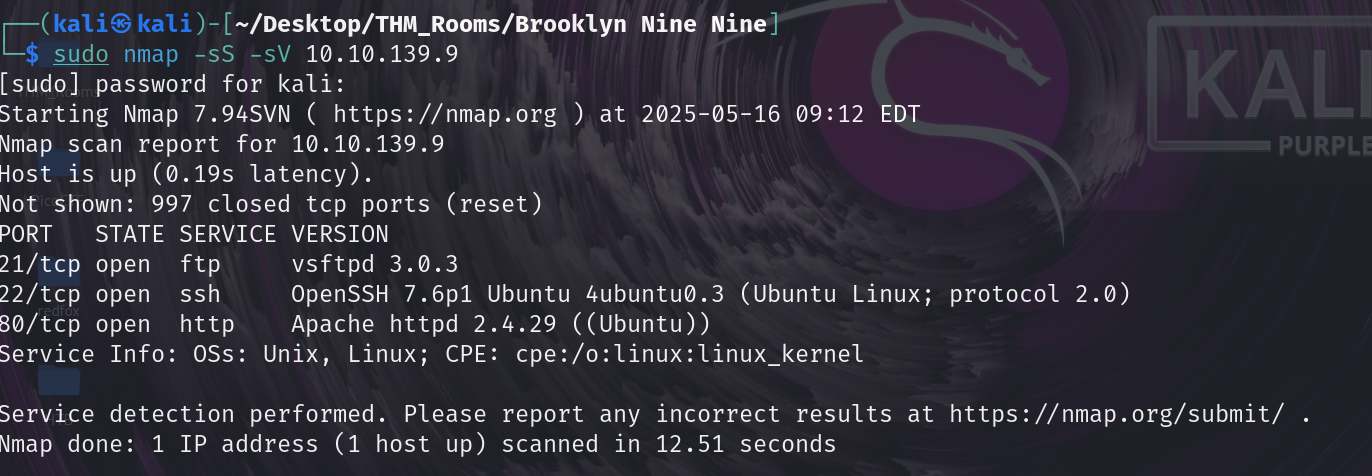 (kali㉿kali)-[~/Desktop/THM_Rooms/Brooklyn Nine Nine]
$ sudo nmap -sS -sV 10.10.139.9
[sudo] password for kali:
Starting Nmap 7.94SVN ( https://nmap.org ) at 2025-05-16 09:12 EDT
Nmap scan report for 10.10.139.9
Host is up (0.19s latency).
Not shown: 997 closed tcp ports (reset)
PORT   STATE SERVICE VERSION
21/tcp open  ftp     vsftpd 3.0.3
22/tcp open  ssh     OpenSSH 7.6p1 Ubuntu 4ubuntu0.3 (Ubuntu Linux; protocol 2.0)
80/tcp open  http    Apache httpd 2.4.29 ((Ubuntu))
Service Info: OSs: Unix, Linux; CPE: cpe:/o:linux:linux_kernel
Service detection performed. Please report any incorrect results at https://nmap.org/submit/ .
Nmap done: 1 IP address (1 host up) scanned in 12.51 seconds
KALI
PURPLE
redfox